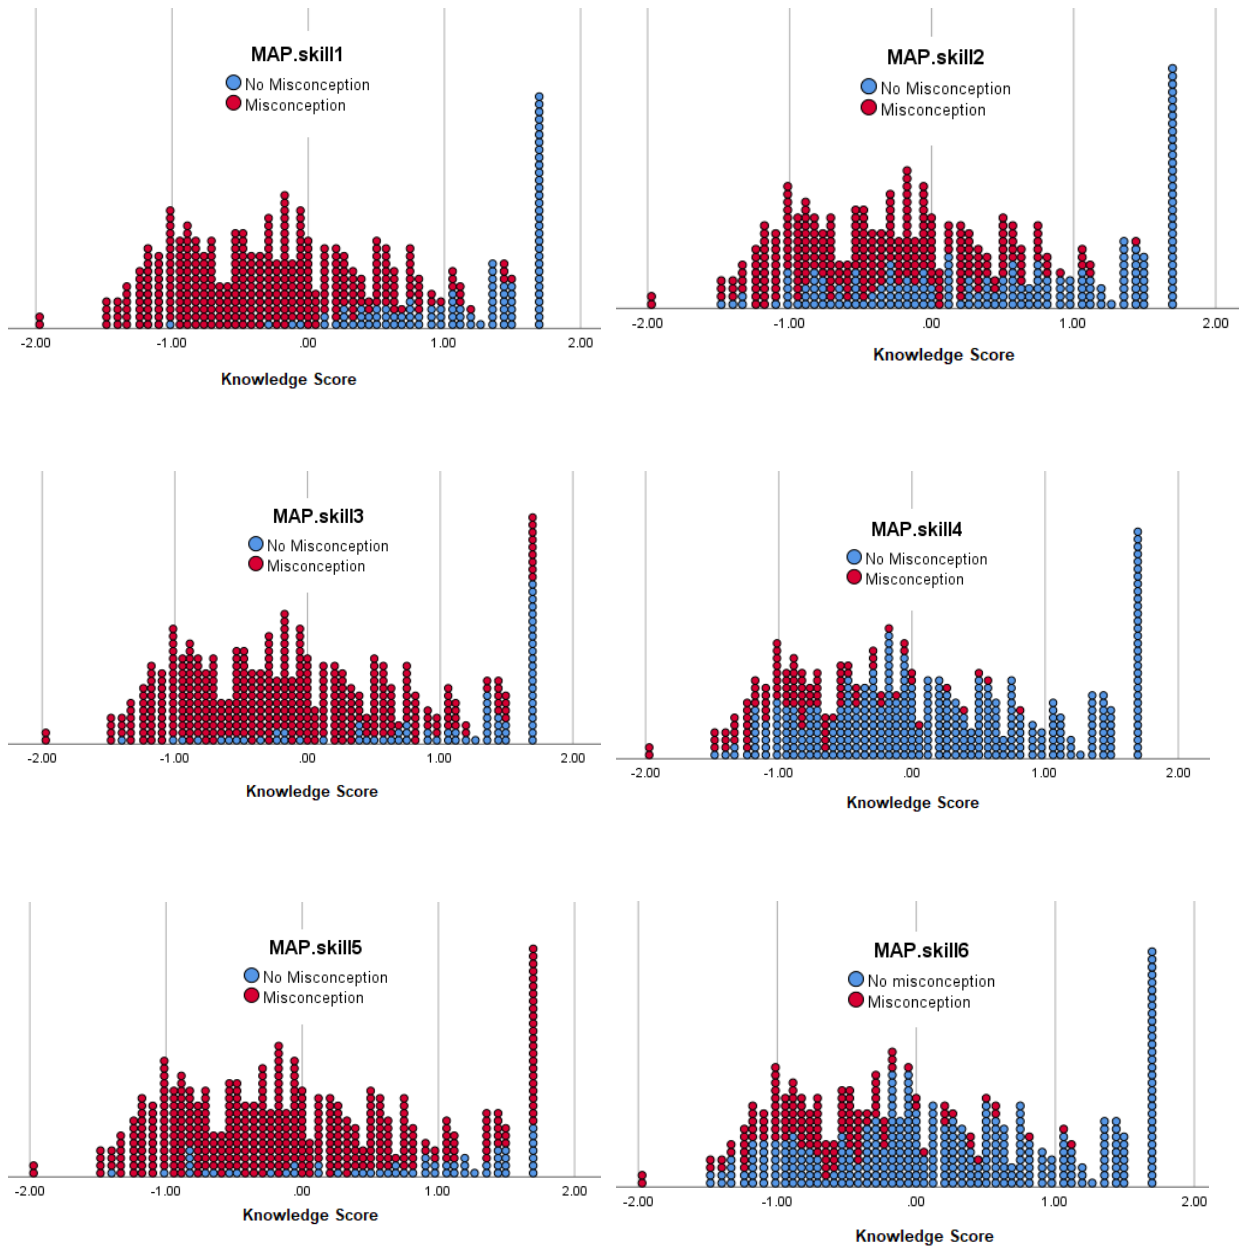 MAP.skill1
No Misconception
Misconception
-2.00 -1.00 .00 1.00 2.00
Knowledge Score
MAP.skill2
No Misconception
Misconception
-2.00 -1.00 .00 1.00 2.00
Knowledge Score
MAP.skill3
No Misconception
Misconception
-2.00 -1.00 .00 1.00 2.00
Knowledge Score
MAP.skill4
No Misconception
Misconception
-2.00 -1.00 .00 1.00 2.00
Knowledge Score
MAP.skill5
No Misconception
Misconception
-2.00 -1.00 .00 1.00 2.00
Knowledge Score
MAP.skill6
No misconception
Misconception
-2.00 -1.00 .00 1.00 2.00
Knowledge Score